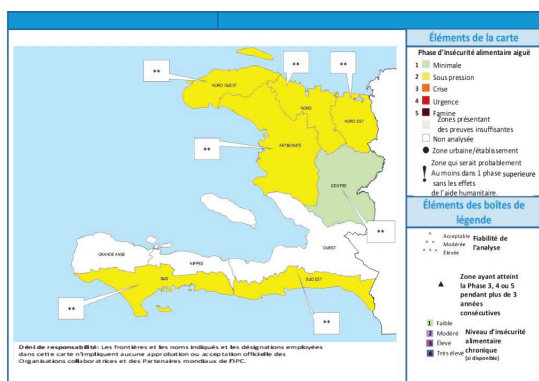 **
**
**
NORD OUEST
NORD
NORD EST
**
ARTIBONITE
CENTRE
**
OUEST
GRANDE ANSE
NIPPES
SUD
SUD EST
**
**
Déni de responsabilité: Les frontières et les noms indiqués et les désignations employées
dans cette carte n'impliquent aucune approbation ou acceptation officielle des
Organisations collaboratrices et des Partenaires mondiaux de l'IPC.
Éléments de la carte
Phase d'Insécurité alimentaire aiguë
1 Minimale
2 Sous pression
3 Crise
4 Urgence
5 Famine
Zones présentant
des preuves insuffisantes
Non analysée
Zone urbaine/établissement
! Zone qui serait probablement
Au moins dans 1 phase superieure
sans les effets
de l'aide humanitaire.
Éléments des boîtes de
légende
^ Acceptable
^ ^ Modérée
^ ^ ^ Élevée
Fiabilité de
l'analyse
Zone ayant atteint
la Phase 3, 4 ou 5
pendant plus de 3
années
consécutives
1 Faible
2 Modéré
3 Élevé
4 Très élevé
Niveau d'insécurité
alimentaire
chronique
(si disponible)